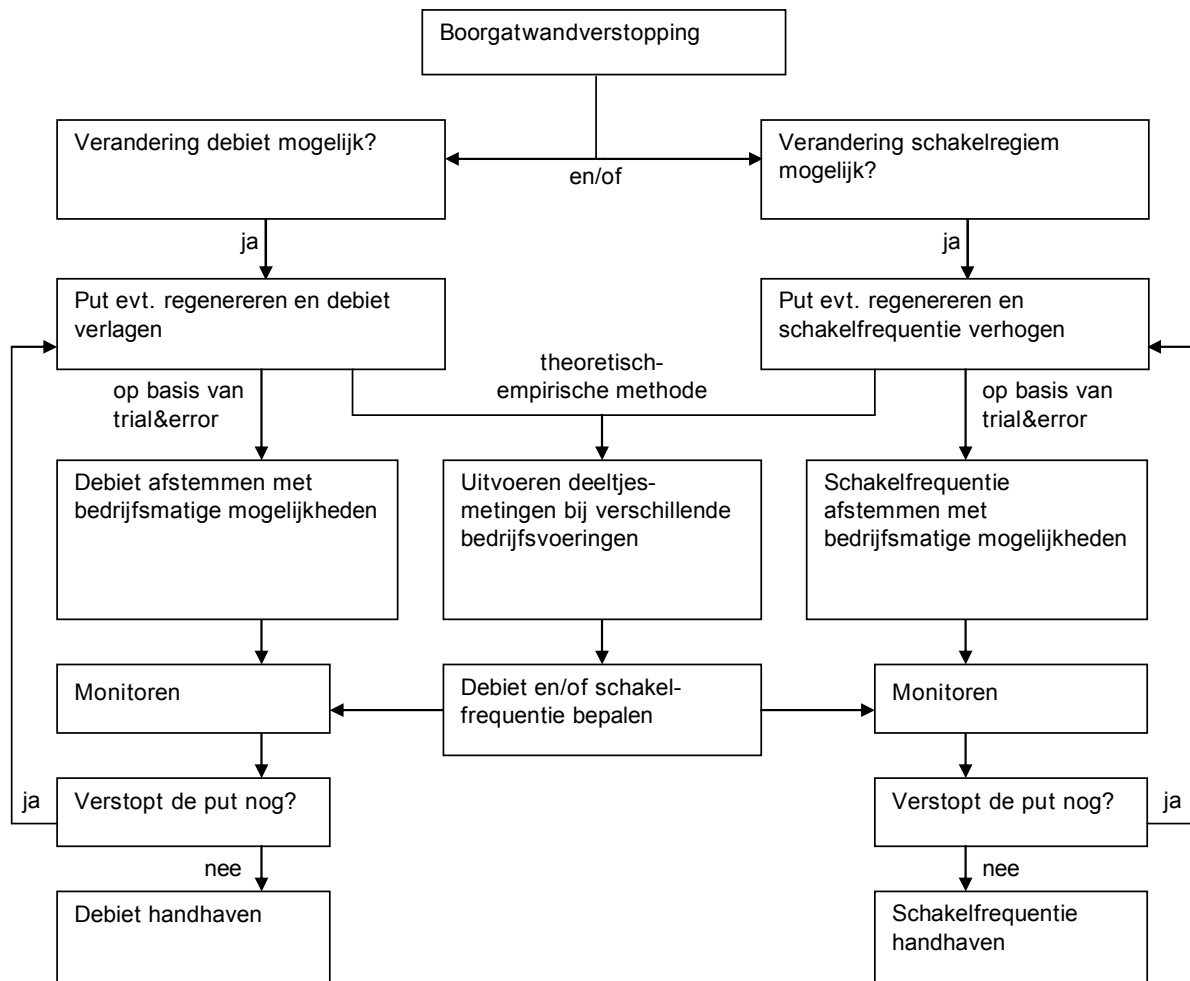 Boorgatwandverstopping
Verandering debiet mogelijk?
Verandering schakelregiem
mogelijk?
en/of
ja
ja
Put evt. regenereren en debiet
verlagen
Put evt. regenereren en
schakelfrequentie verhogen
theoretisch-
empirische methode
op basis van
trial&error
op basis van
trial&error
Debiet afstemmen met
bedrijfsmatige mogelijkheden
Uitvoeren deeltjes-
metingen bij verschillende
bedrijfsvoeringen
Schakelfrequentie
afstemmen met
bedrijfsmatige mogelijkheden
Monitoren
Debiet en/of schakel-
frequentie bepalen
Monitoren
ja
Verstopt de put nog?
Verstopt de put nog?
ja
nee
nee
Debiet handhaven
Schakelfrequentie
handhaven